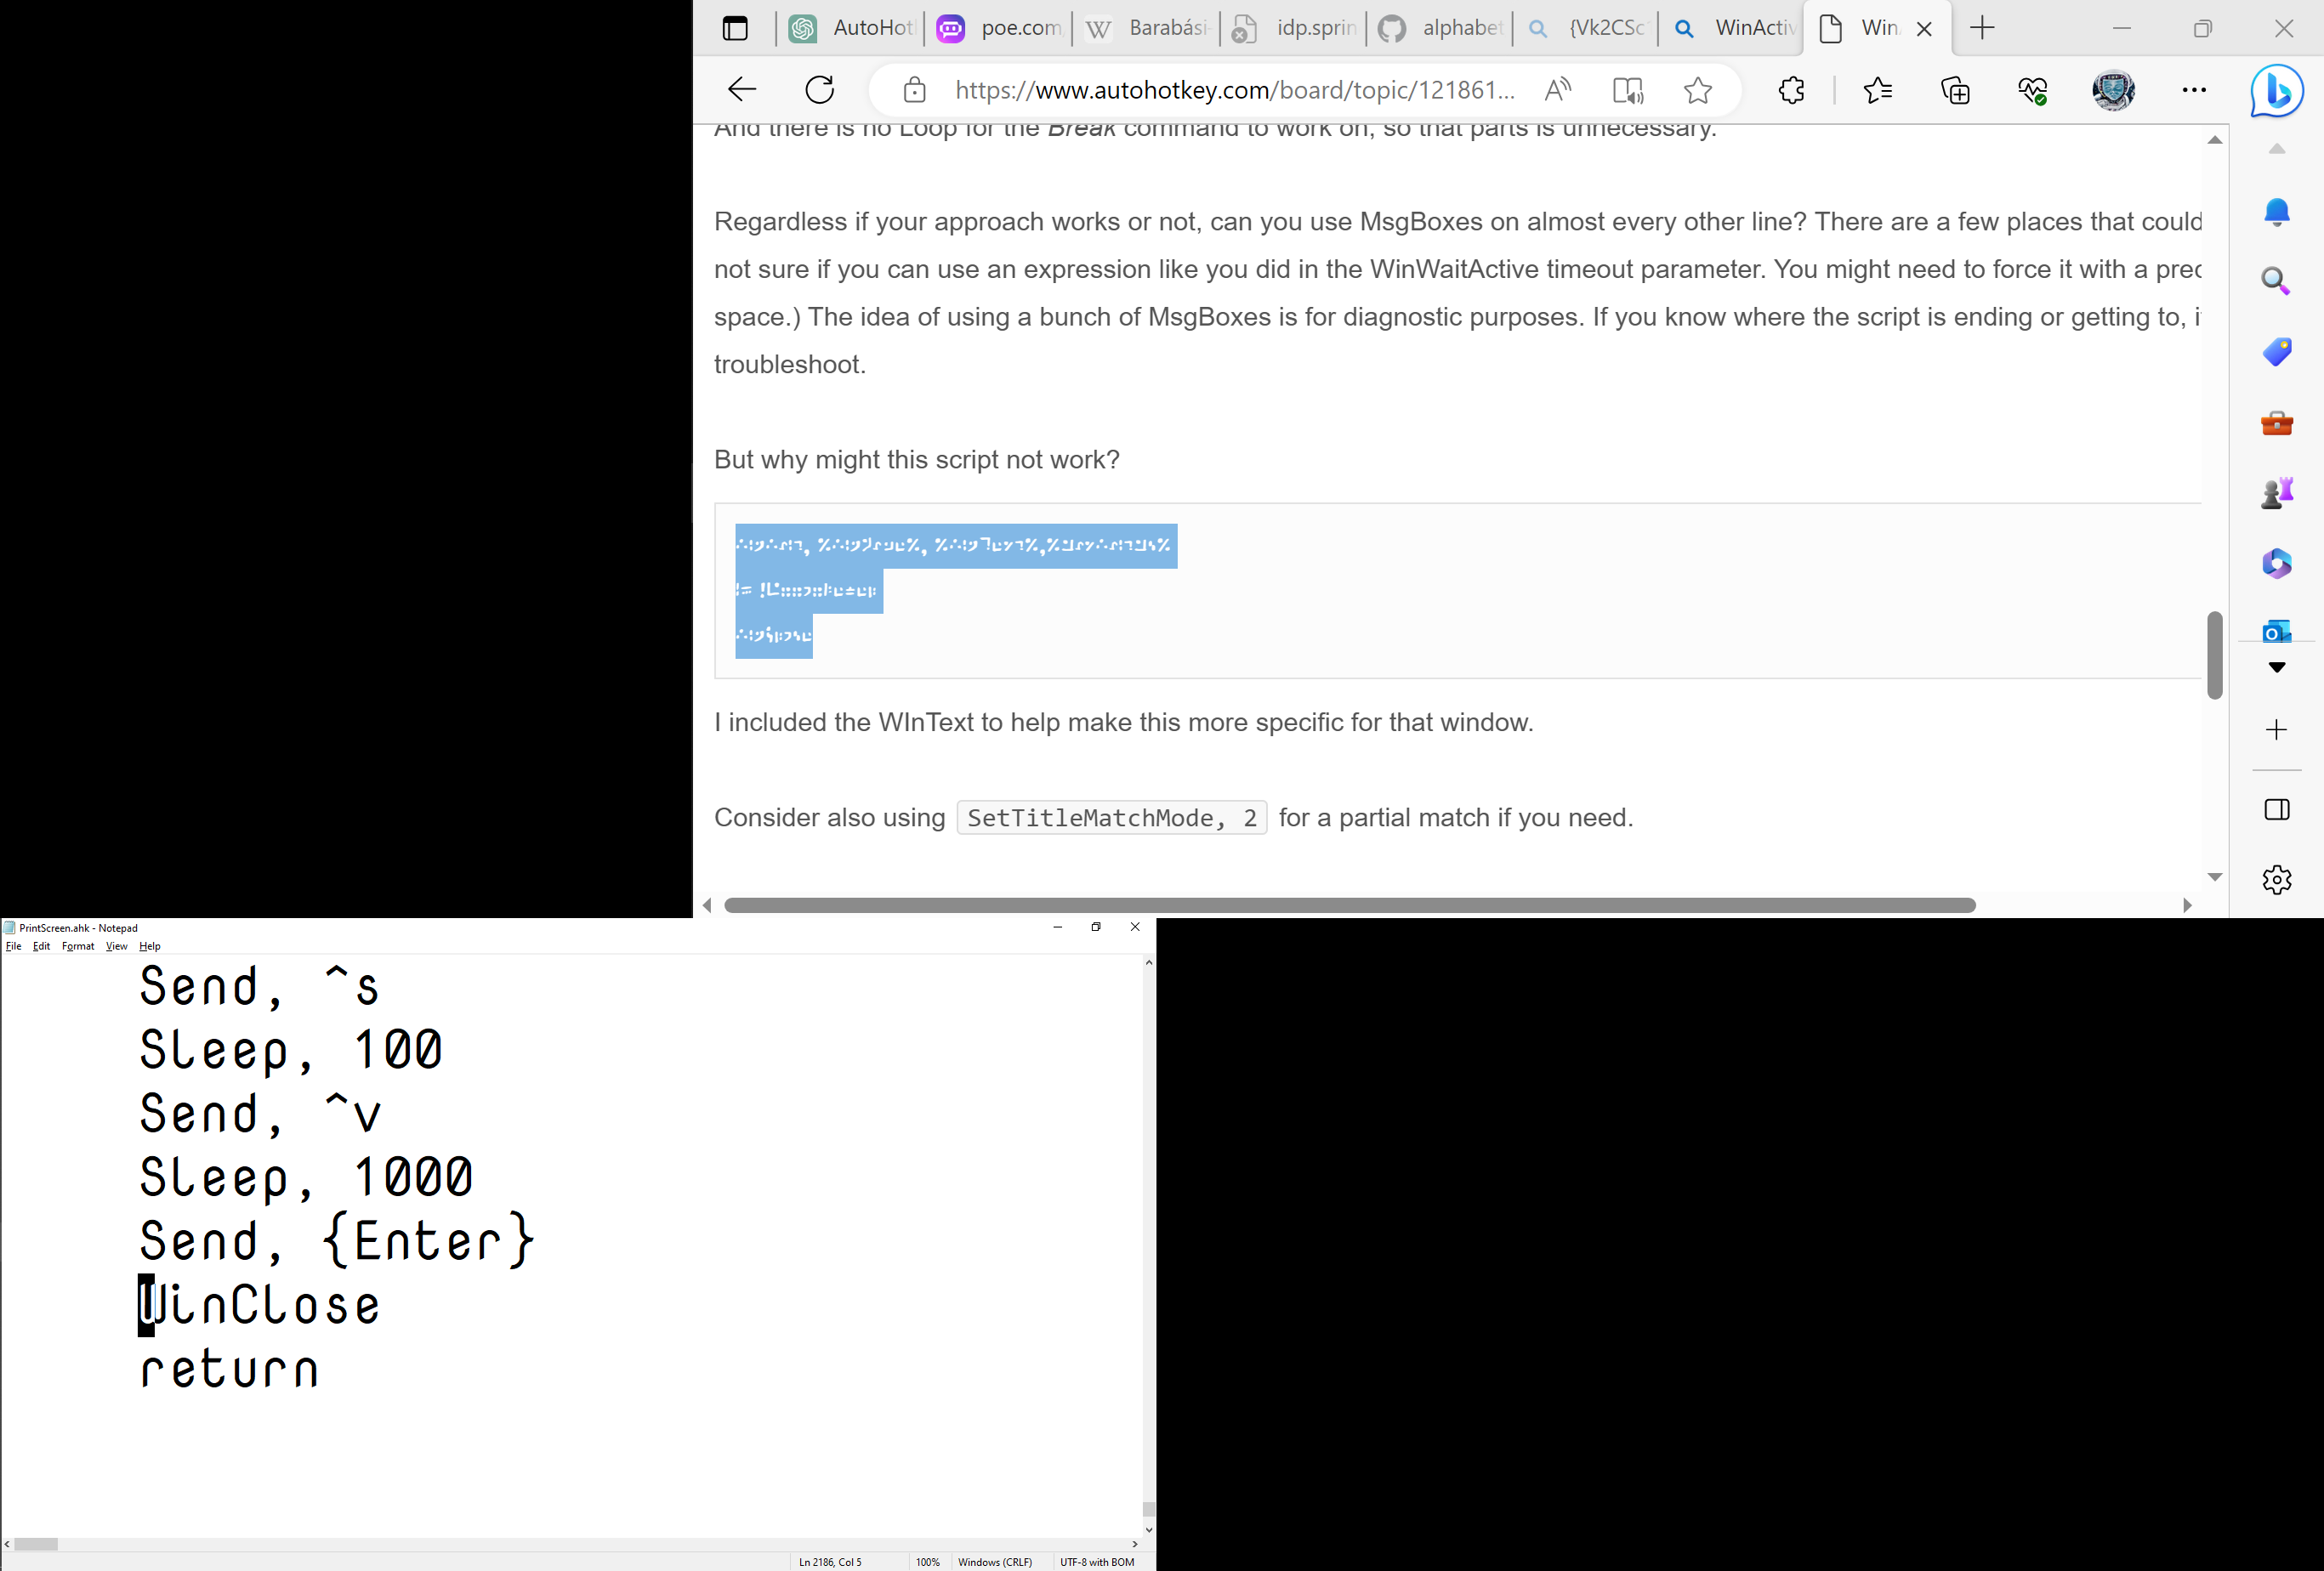 AutoHot
poe.com
Barabási-
idp.sprin
alphabet
{Vk2CSc
WinActiv
Win
https://www.autohotkey.com/board/topic/121861...
And there is no Loop for the Break command to work on, so that parts is unnecessary.
Regardless if your approach works or not, can you use MsgBoxes on almost every other line? There are a few places that could
not sure if you can use an expression like you did in the WinWaitActive timeout parameter. You might need to force it with a prec
space.) The idea of using a bunch of MsgBoxes is for diagnostic purposes. If you know where the script is ending or getting to, i
troubleshoot.
But why might this script not work?
I included the WInText to help make this more specific for that window.
Consider also using SetTitleMatchMode, 2 for a partial match if you need.
PrintScreen.ahk - Notepad
File Edit Format View Help
Send, ^s
Sleep, 100
Send, ^v
Sleep, 1000
Send, {Enter}
WinClose
return
Ln 2186, Col 5 100% Windows (CRLF) UTF-8 with BOM